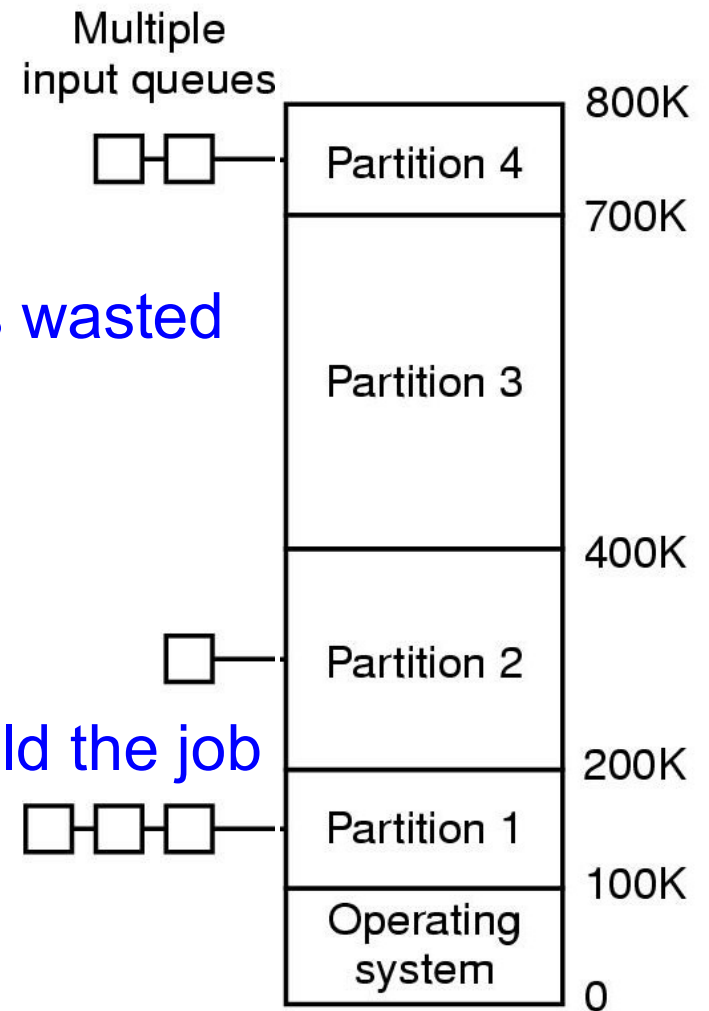 Multiple
input queues
800K
Partition 4
700K
wasted
Partition 3
400K
Partition 2
ld the job
200K
Partition 1
100K
Operating
system
0